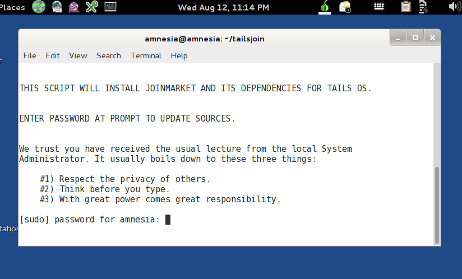 Places
Wed Aug 12, 11:14 PM
amnesia@amnesia: ~/tailsjoin
File Edit View Search Terminal Help
THIS SCRIPT WILL INSTALL JOINMARKET AND ITS DEPENDENCIES FOR TAILS OS.
ENTER PASSWORD AT PROMPT TO UPDATE SOURCES.
We trust you have received the usual lecture from the local System
Administrator. It usually boils down to these three things:
#1) Respect the privacy of others.
#2) Think before you type.
#3) With great power comes great responsibility.
[sudo] password for amnesia: